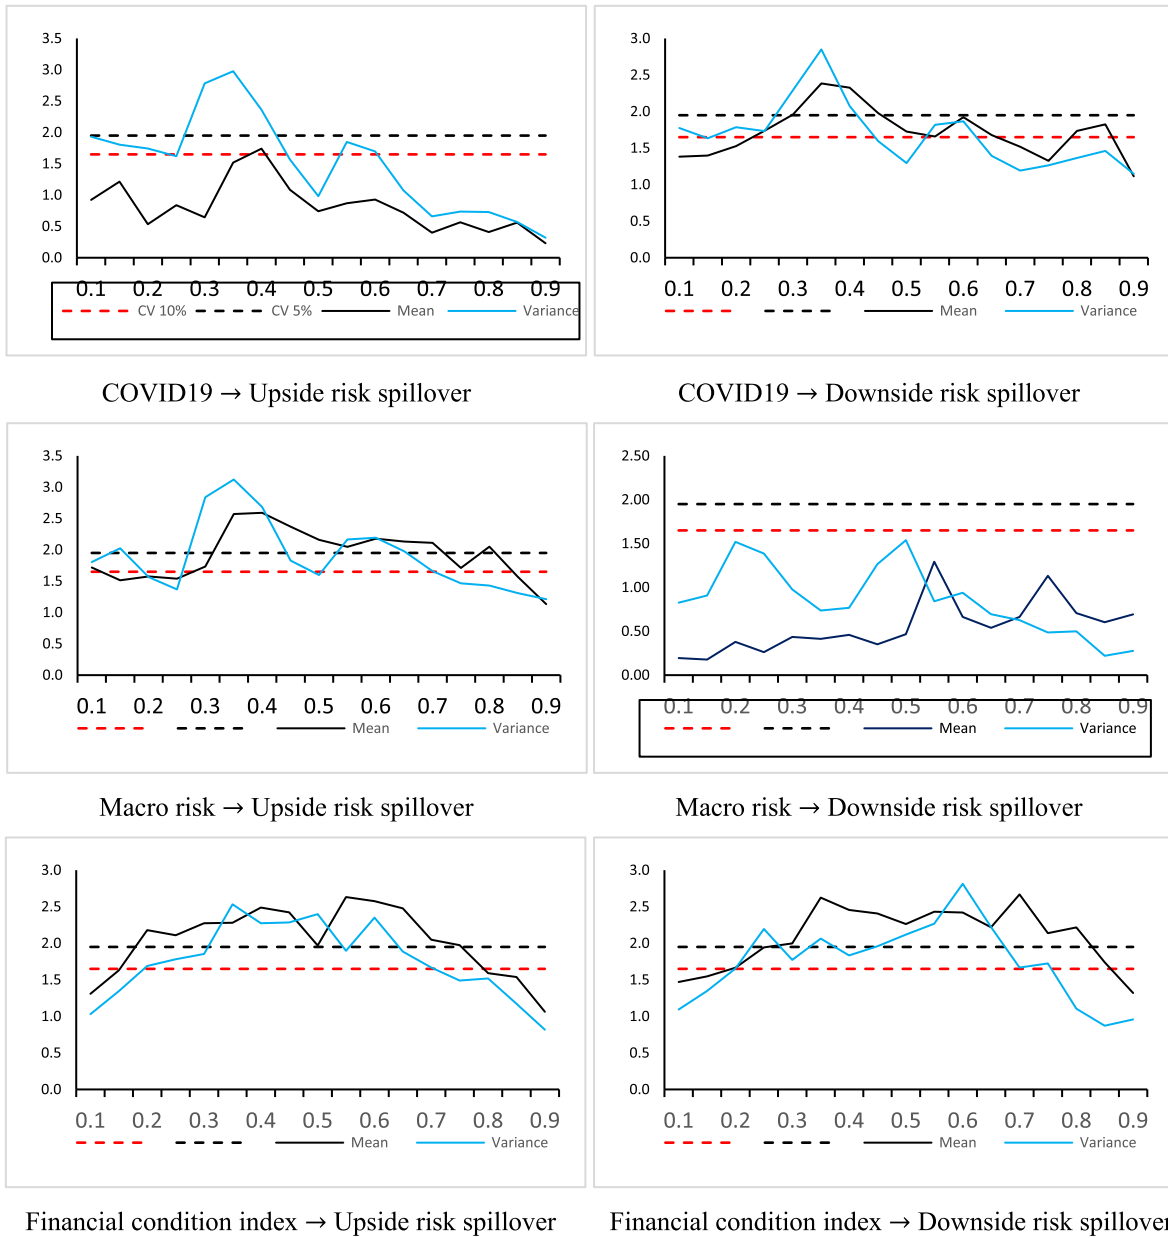 3.5
3.0
2.5
2.0
1.5
1.0
0.5
0.0
0.1 0.2 0.3 0.4 0.5 0.6 0.7 0.8 0.9
CV 10% CV 5% Mean Variance
COVID19 → Upside risk spillover
3.0
2.5
2.0
1.5
1.0
0.5
0.0
0.1 0.2 0.3 0.4 0.5 0.6 0.7 0.8 0.9
Mean Variance
COVID19 → Downside risk spillover
3.5
3.0
2.5
2.0
1.5
1.0
0.5
0.0
0.1 0.2 0.3 0.4 0.5 0.6 0.7 0.8 0.9
Mean Variance
Macro risk → Upside risk spillover
2.50
2.00
1.50
1.00
0.50
0.00
0.1 0.2 0.3 0.4 0.5 0.6 0.7 0.8 0.9
Mean Variance
Macro risk → Downside risk spillover
3.0
2.5
2.0
1.5
1.0
0.5
0.0
0.1 0.2 0.3 0.4 0.5 0.6 0.7 0.8 0.9
Mean Variance
Financial condition index → Upside risk spillover
3.0
2.5
2.0
1.5
1.0
0.5
0.0
0.1 0.2 0.3 0.4 0.5 0.6 0.7 0.8 0.9
Mean Variance
Financial condition index → Downside risk spillover